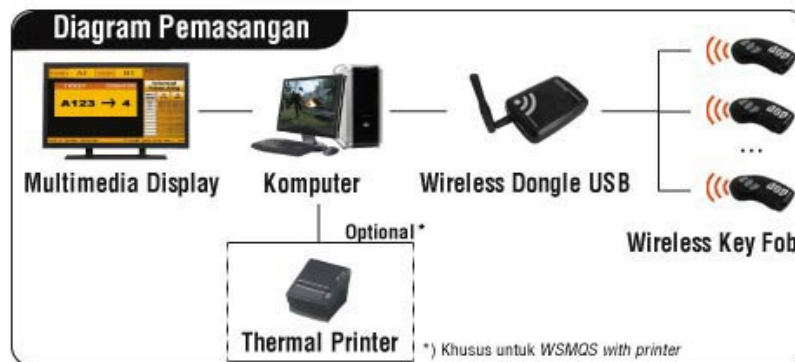 Diagram Pemasangan
A123 → 4
Multimedia Display
Komputer
Wireless Dongle USB
Wireless Key Fob
Optional *
Thermal Printer
*) Khusus untuk WSMQS with printer